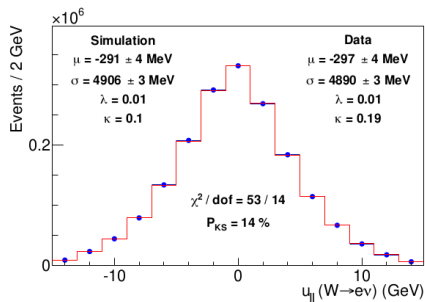 ×10⁶
Events / 2 GeV
Simulation
μ = -291 ± 4 MeV
σ = 4906 ± 3 MeV
λ = 0.01
κ = 0.1
Data
μ = -297 ± 4 MeV
σ = 4890 ± 3 MeV
λ = 0.01
κ = 0.19
χ² / dof = 53 / 14
P_KS = 14 %
0.2
0
-10
0
10
u_|| (W→eν) (GeV)